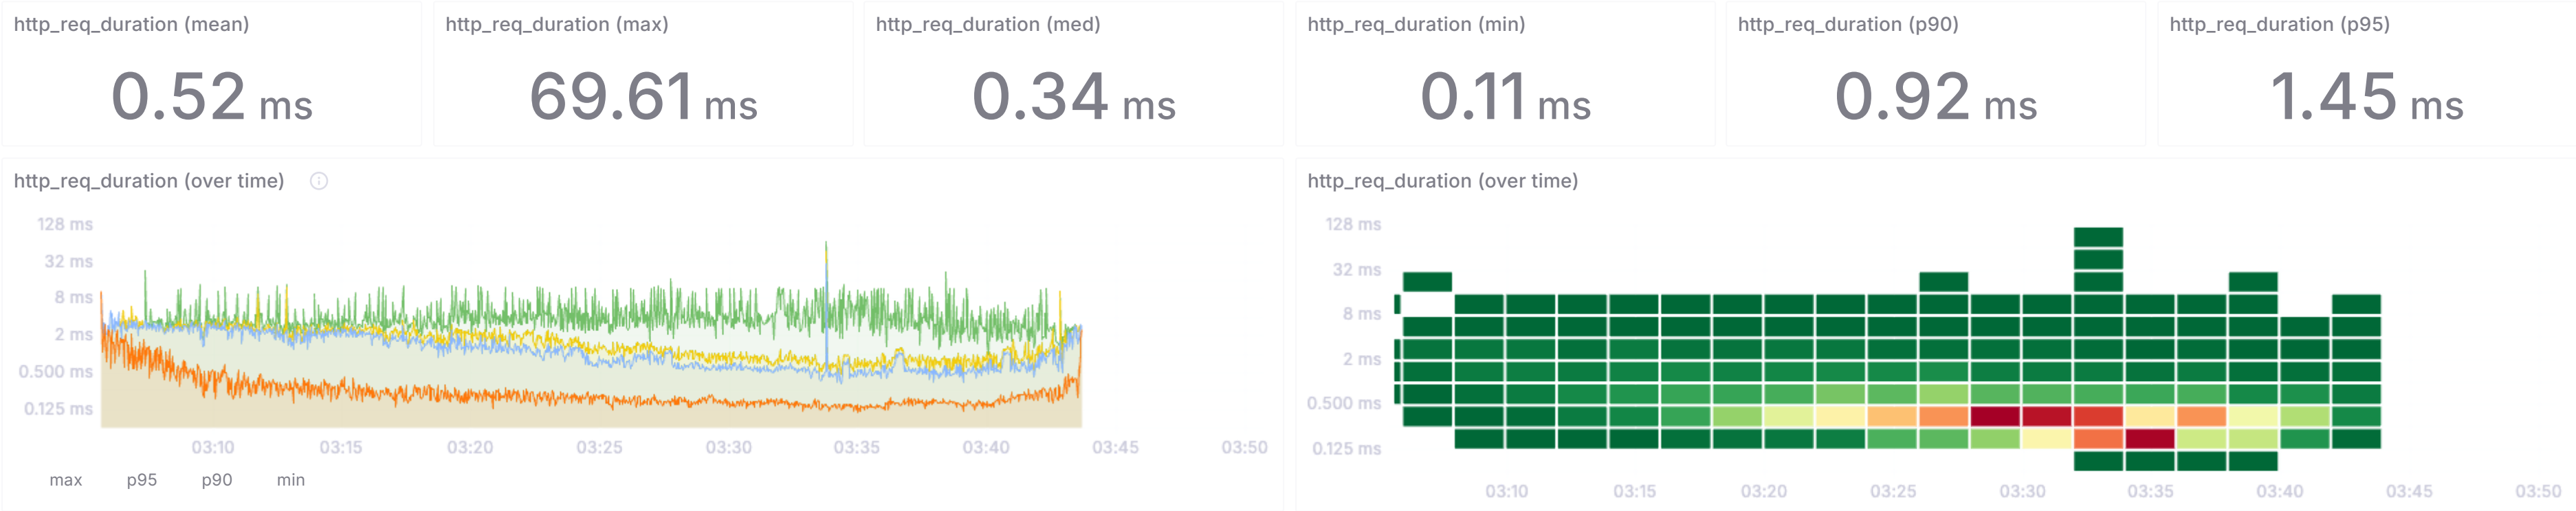 http_req_duration (mean)
0.52 ms
http_req_duration (max)
69.61 ms
http_req_duration (med)
0.34 ms
http_req_duration (min)
0.11 ms
http_req_duration (p90)
0.92 ms
http_req_duration (p95)
1.45 ms
http_req_duration (over time)
128 ms
32 ms
8 ms
2 ms
0.500 ms
0.125 ms
03:10 03:15 03:20 03:25 03:30 03:35 03:40 03:45 03:50
max p95 p90 min
http_req_duration (over time)
128 ms
32 ms
8 ms
2 ms
0.500 ms
0.125 ms
03:10 03:15 03:20 03:25 03:30 03:35 03:40 03:45 03:50